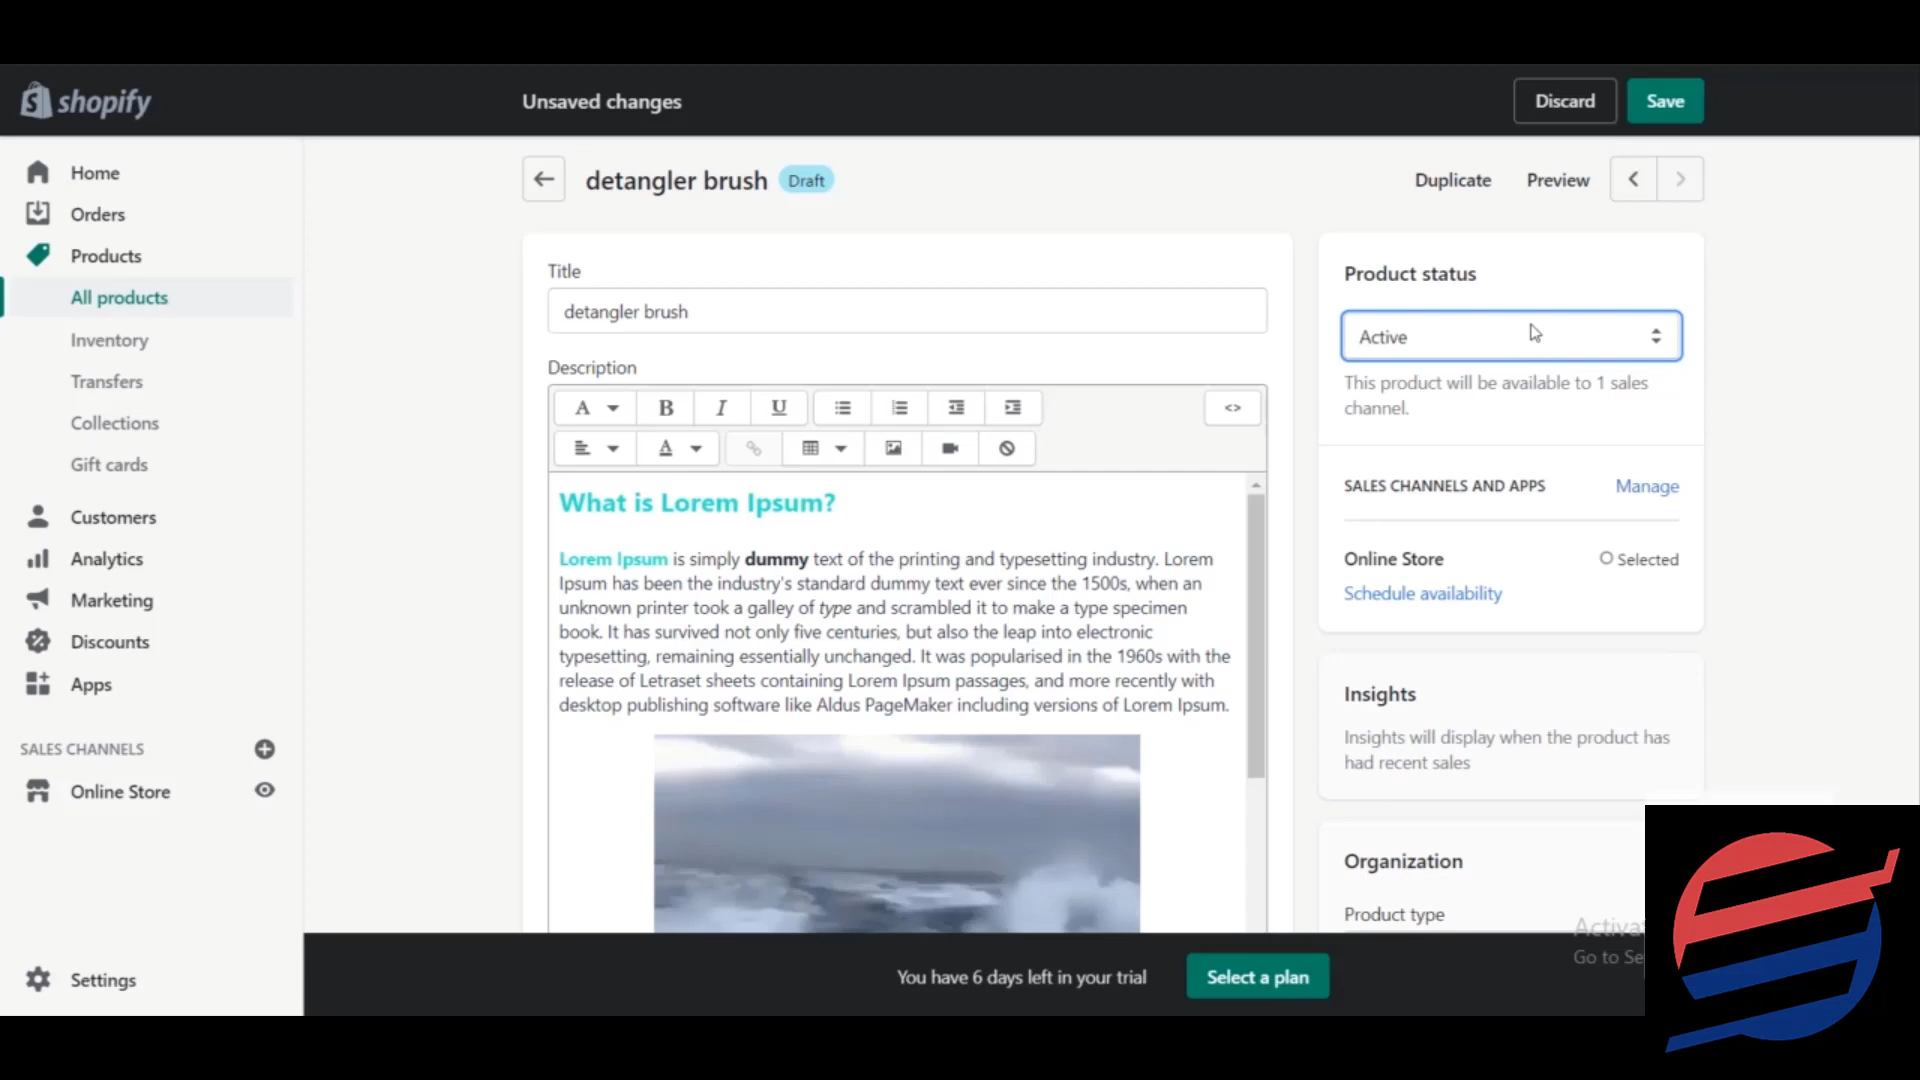 shopify
Unsaved changes
Discard
Save
Home
Orders
Products
All products
Inventory
Transfers
Collections
Gift cards
Customers
Analytics
Marketing
Discounts
Apps
SALES CHANNELS
Online Store
Settings
detangler brush
Draft
Duplicate
Preview
Title
detangler brush
Description
A
B
I
U
<>
A
What is Lorem Ipsum?
Lorem Ipsum is simply dummy text of the printing and typesetting industry. Lorem
Ipsum has been the industry's standard dummy text ever since the 1500s, when an
unknown printer took a galley of type and scrambled it to make a type specimen
book. It has survived not only five centuries, but also the leap into electronic
typesetting, remaining essentially unchanged. It was popularised in the 1960s with the
release of Letraset sheets containing Lorem Ipsum passages, and more recently with
desktop publishing software like Aldus PageMaker including versions of Lorem Ipsum.
Product status
Active
This product will be available to 1 sales
channel.
SALES CHANNELS AND APPS
Manage
Online Store
Selected
Schedule availability
Insights
Insights will display when the product has
had recent sales
Organization
Product type
Go to
You have 6 days left in your trial
Select a plan